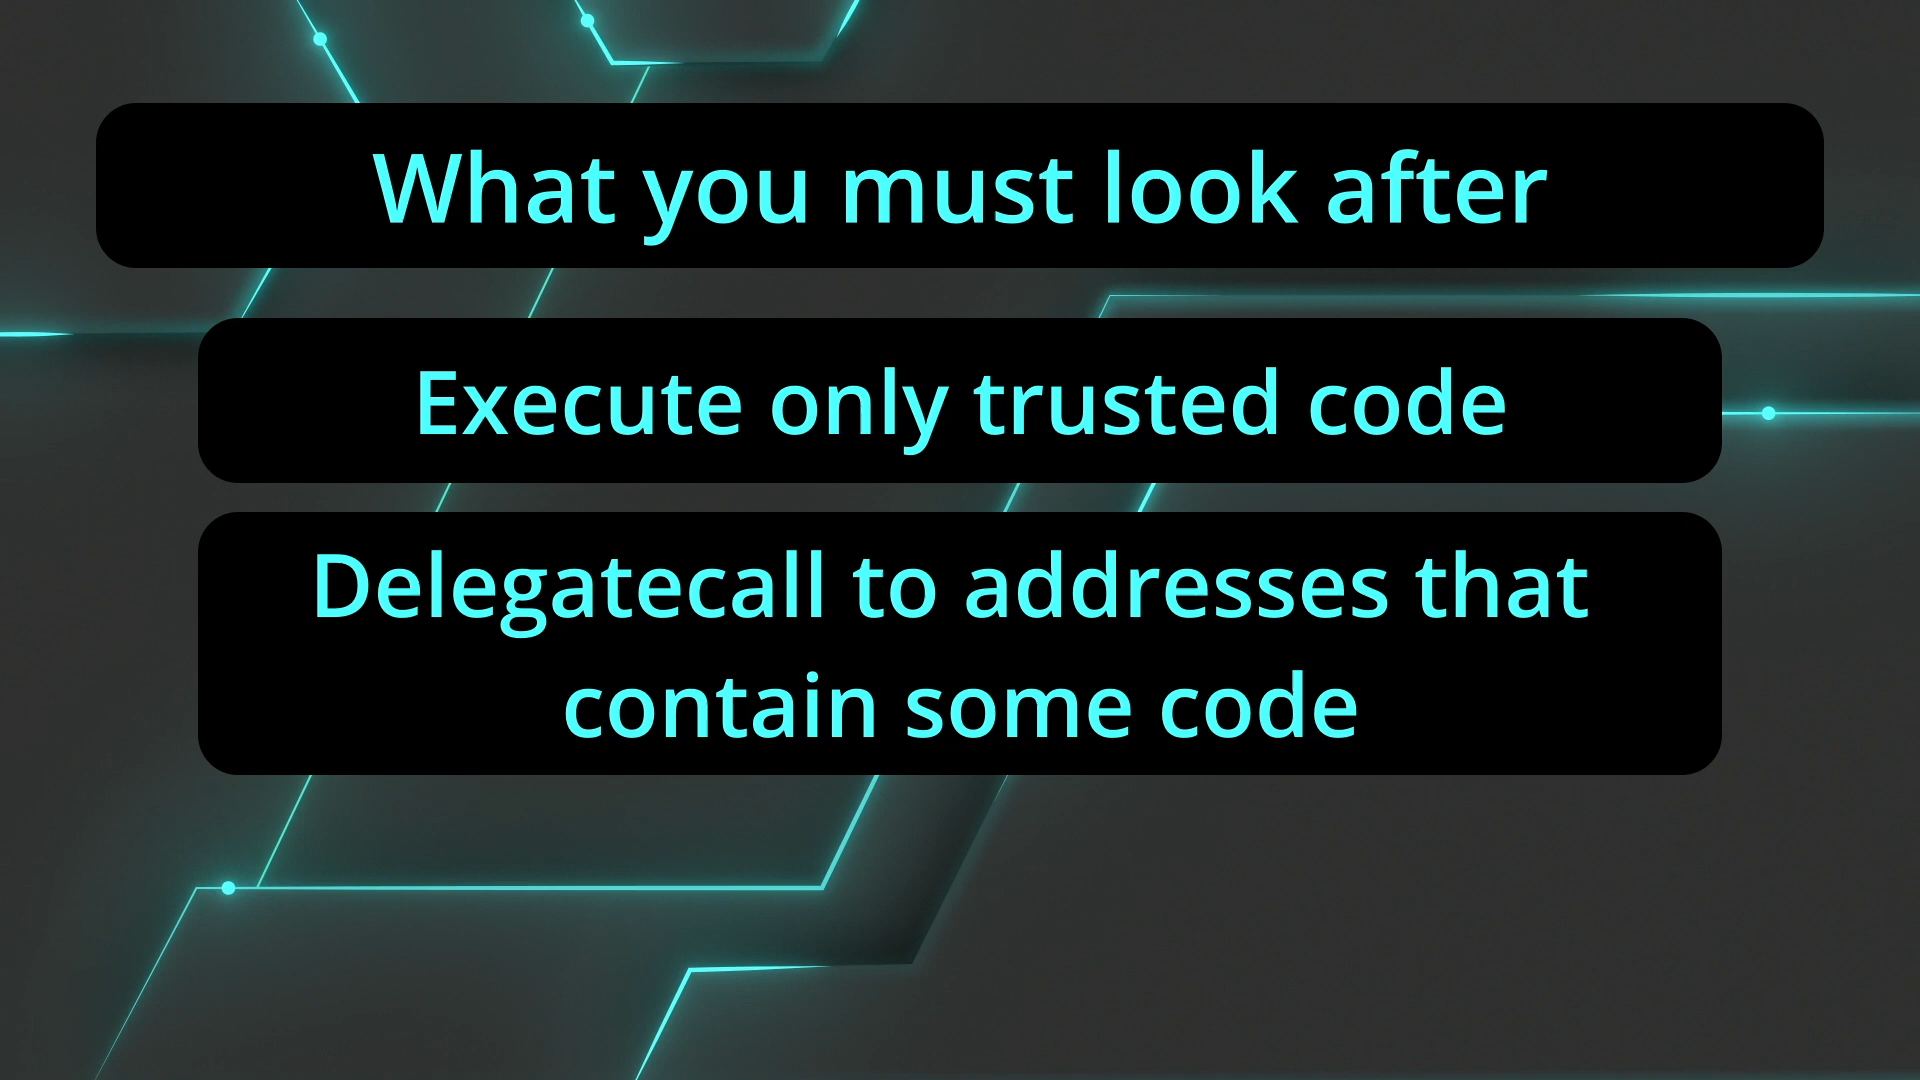 What you must look after
Execute only trusted code
Delegatecall to addresses that
contain some code